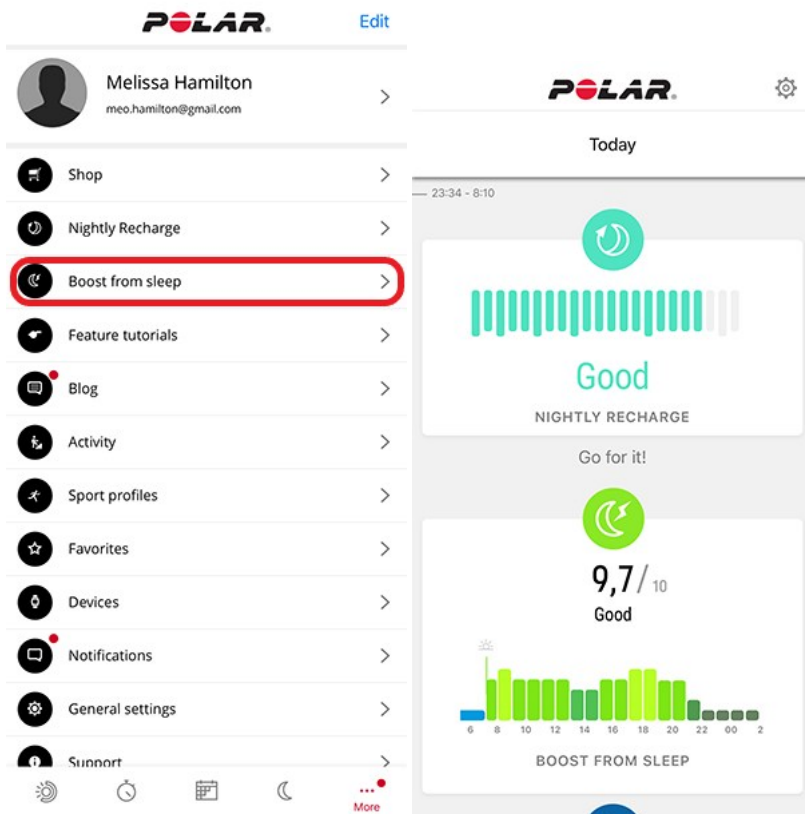 POLAR.
Edit
Melissa Hamilton
meo.hamilton@gmail.com
Shop
Nightly Recharge
Boost from sleep
Feature tutorials
Blog
Activity
Sport profiles
Favorites
Devices
Notifications
General settings
Support
More
POLAR.
Today
23:34 - 8:10
Good
NIGHTLY RECHARGE
Go for it!
9,7/10
Good
6 8 10 12 14 16 18 20 22 00 2
BOOST FROM SLEEP